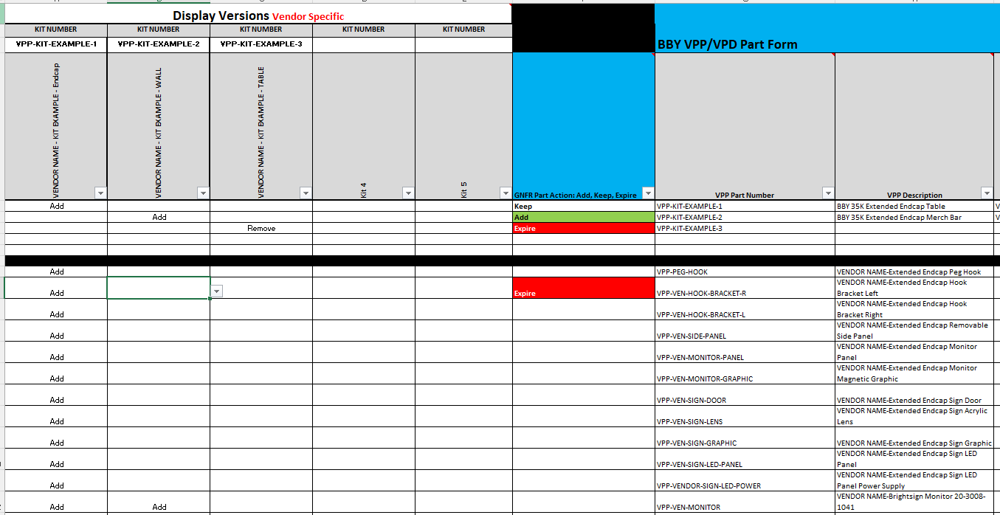 Display Versions Vendor Specific
KIT NUMBER KIT NUMBER KIT NUMBER KIT NUMBER KIT NUMBER
VPP-KIT-EXAMPLE-1 VPP-KIT-EXAMPLE-2 VPP-KIT-EXAMPLE-3
BBY VPP/VPD Part Form
VENDOR NAME - KIT EXAMPLE - Endcap
VENDOR NAME - KIT EXAMPLE - WALL
VENDOR NAME - KIT EXAMPLE - TABLE
Kit 4
Kit 5
GNFR Part Action: Add, Keep, Expire
VPP Part Number
VPP Description
Add Keep VPP-KIT-EXAMPLE-1 BBY 35K Extended Endcap Table
Add Add VPP-KIT-EXAMPLE-2 BBY 35K Extended Endcap Merch Bar
Remove Expire VPP-KIT-EXAMPLE-3
Add VPP-PEG-HOOK VENDOR NAME-Extended Endcap Peg Hook
VENDOR NAME-Extended Endcap Hook
Add Expire VPP-VEN-HOOK-BRACKET-R Bracket Left
VENDOR NAME-Extended Endcap Hook
Add VPP-VEN-HOOK-BRACKET-L Bracket Right
VENDOR NAME-Extended Endcap Removable
Add VPP-VEN-SIDE-PANEL Side Panel
VENDOR NAME-Extended Endcap Monitor
Add VPP-VEN-MONITOR-PANEL Panel
VENDOR NAME-Extended Endcap Monitor
Add VPP-VEN-MONITOR-GRAPHIC Magnetic Graphic
Add VPP-VEN-SIGN-DOOR VENDOR NAME-Extended Endcap Sign Door
VENDOR NAME-Extended Endcap Sign Acrylic
Add VPP-VEN-SIGN-LENS Lens
Add VPP-VEN-SIGN-GRAPHIC VENDOR NAME-Extended Endcap Sign Graphic
VENDOR NAME-Extended Endcap Sign LED
Add VPP-VEN-SIGN-LED-PANEL Panel
VENDOR NAME-Extended Endcap Sign LED
Add VPP-VENDOR-SIGN-LED-POWER Panel Power Supply
VENDOR NAME-Brightsign Monitor 20-3008-
Add Add VPP-VEN-MONITOR 1041